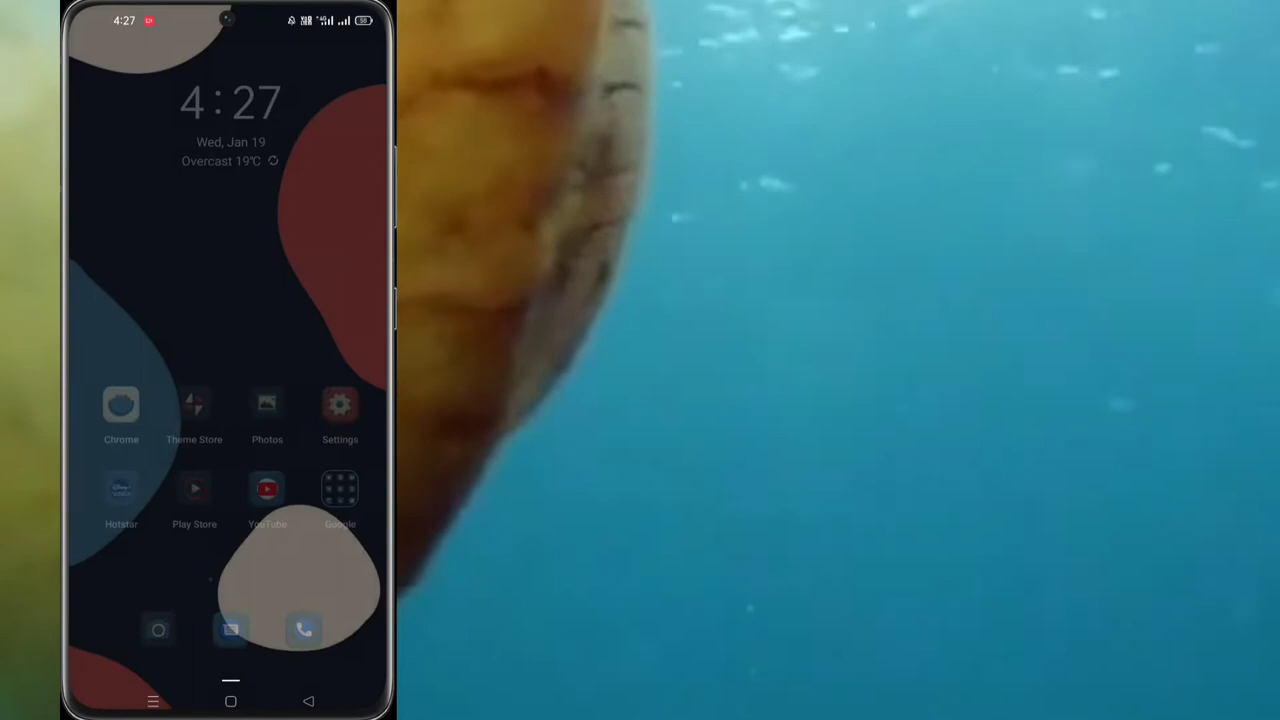 4:27
4:27
Wed, Jan 19
Overcast 19°C
Chrome
Theme Store
Photos
Settings
Hotstar
Play Store
YouTube
Google